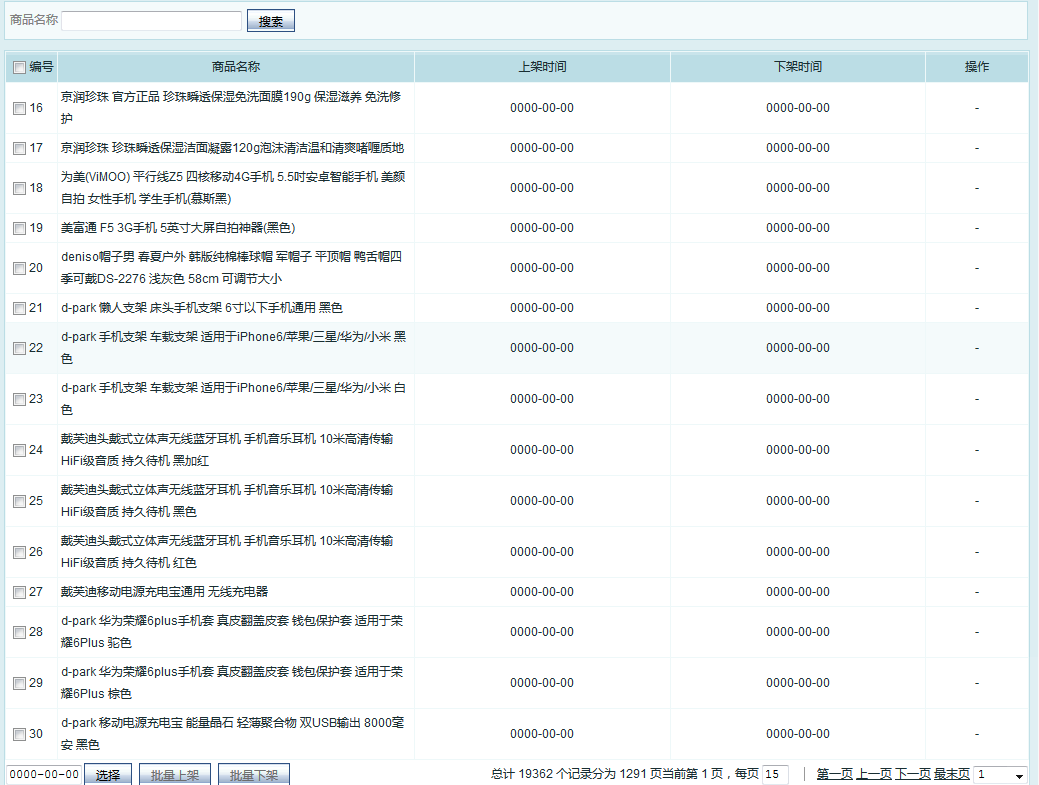 商品名称 搜索
编号 商品名称 上架时间 下架时间 操作
16 京润珍珠 官方正品 珍珠瞬透保湿免洗面膜190g 保湿滋养 免洗修 0000-00-00 0000-00-00 -
护
17 京润珍珠 珍珠瞬透保湿洁面凝露120g泡沫清洁温和清爽啫喱质地 0000-00-00 0000-00-00 -
18 为美(ViMOO) 平行线Z5 四核移动4G手机 5.5吋安卓智能手机 美颜 0000-00-00 0000-00-00 -
自拍 女性手机 学生手机(慕斯黑)
19 美富通 F5 3G手机 5英寸大屏自拍神器(黑色) 0000-00-00 0000-00-00 -
20 deniso帽子男 春夏户外 韩版纯棉棒球帽 军帽子 平顶帽 鸭舌帽四 0000-00-00 0000-00-00 -
季可戴DS-2276 浅灰色 58cm 可调节大小
21 d-park 懒人支架 床头手机支架 6寸以下手机通用 黑色 0000-00-00 0000-00-00 -
22 d-park 手机支架 车载支架 适用于iPhone6/苹果/三星/华为/小米 黑 0000-00-00 0000-00-00 -
色
23 d-park 手机支架 车载支架 适用于iPhone6/苹果/三星/华为/小米 白 0000-00-00 0000-00-00 -
色
24 戴芙迪头戴式立体声无线蓝牙耳机 手机音乐耳机 10米高清传输 0000-00-00 0000-00-00 -
HiFi级音质 持久待机 黑加红
25 戴芙迪头戴式立体声无线蓝牙耳机 手机音乐耳机 10米高清传输 0000-00-00 0000-00-00 -
HiFi级音质 持久待机 黑色
26 戴芙迪头戴式立体声无线蓝牙耳机 手机音乐耳机 10米高清传输 0000-00-00 0000-00-00 -
HiFi级音质 持久待机 红色
27 戴芙迪移动电源充电宝通用 无线充电器 0000-00-00 0000-00-00 -
28 d-park 华为荣耀6plus手机套 真皮翻盖皮套 钱包保护套 适用于荣 0000-00-00 0000-00-00 -
耀6Plus 驼色
29 d-park 华为荣耀6plus手机套 真皮翻盖皮套 钱包保护套 适用于荣 0000-00-00 0000-00-00 -
耀6Plus 棕色
30 d-park 移动电源充电宝 能量晶石 轻薄聚合物 双USB输出 8000毫 0000-00-00 0000-00-00 -
安 黑色
0000-00-00 选择 批量上架 批量下架 总计 19362 个记录分为 1291 页当前第 1 页，每页 15 | 第一页 上一页 下一页 最末页 1